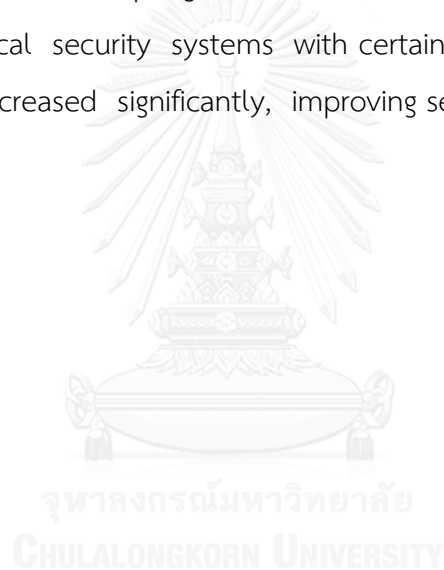 cal security systems with certain
creased significantly, improving se
จุฬาลงกรณ์มหาวิทยาลัย
CHULALONGKORN UNIVERSITY